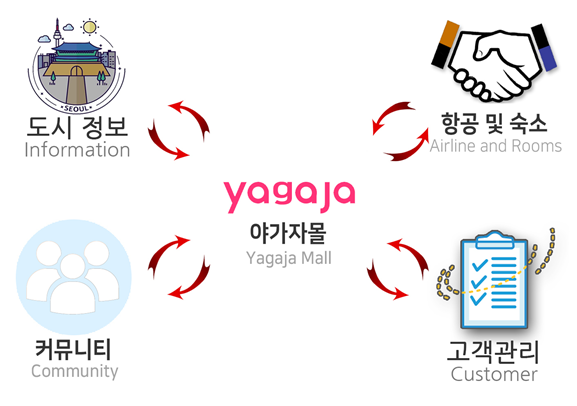 SEOUL
도시 정보
Information
항공 및 숙소
Airline and Rooms
yagaja
야가자몰
Yagaja Mall
커뮤니티
Community
고객관리
Customer